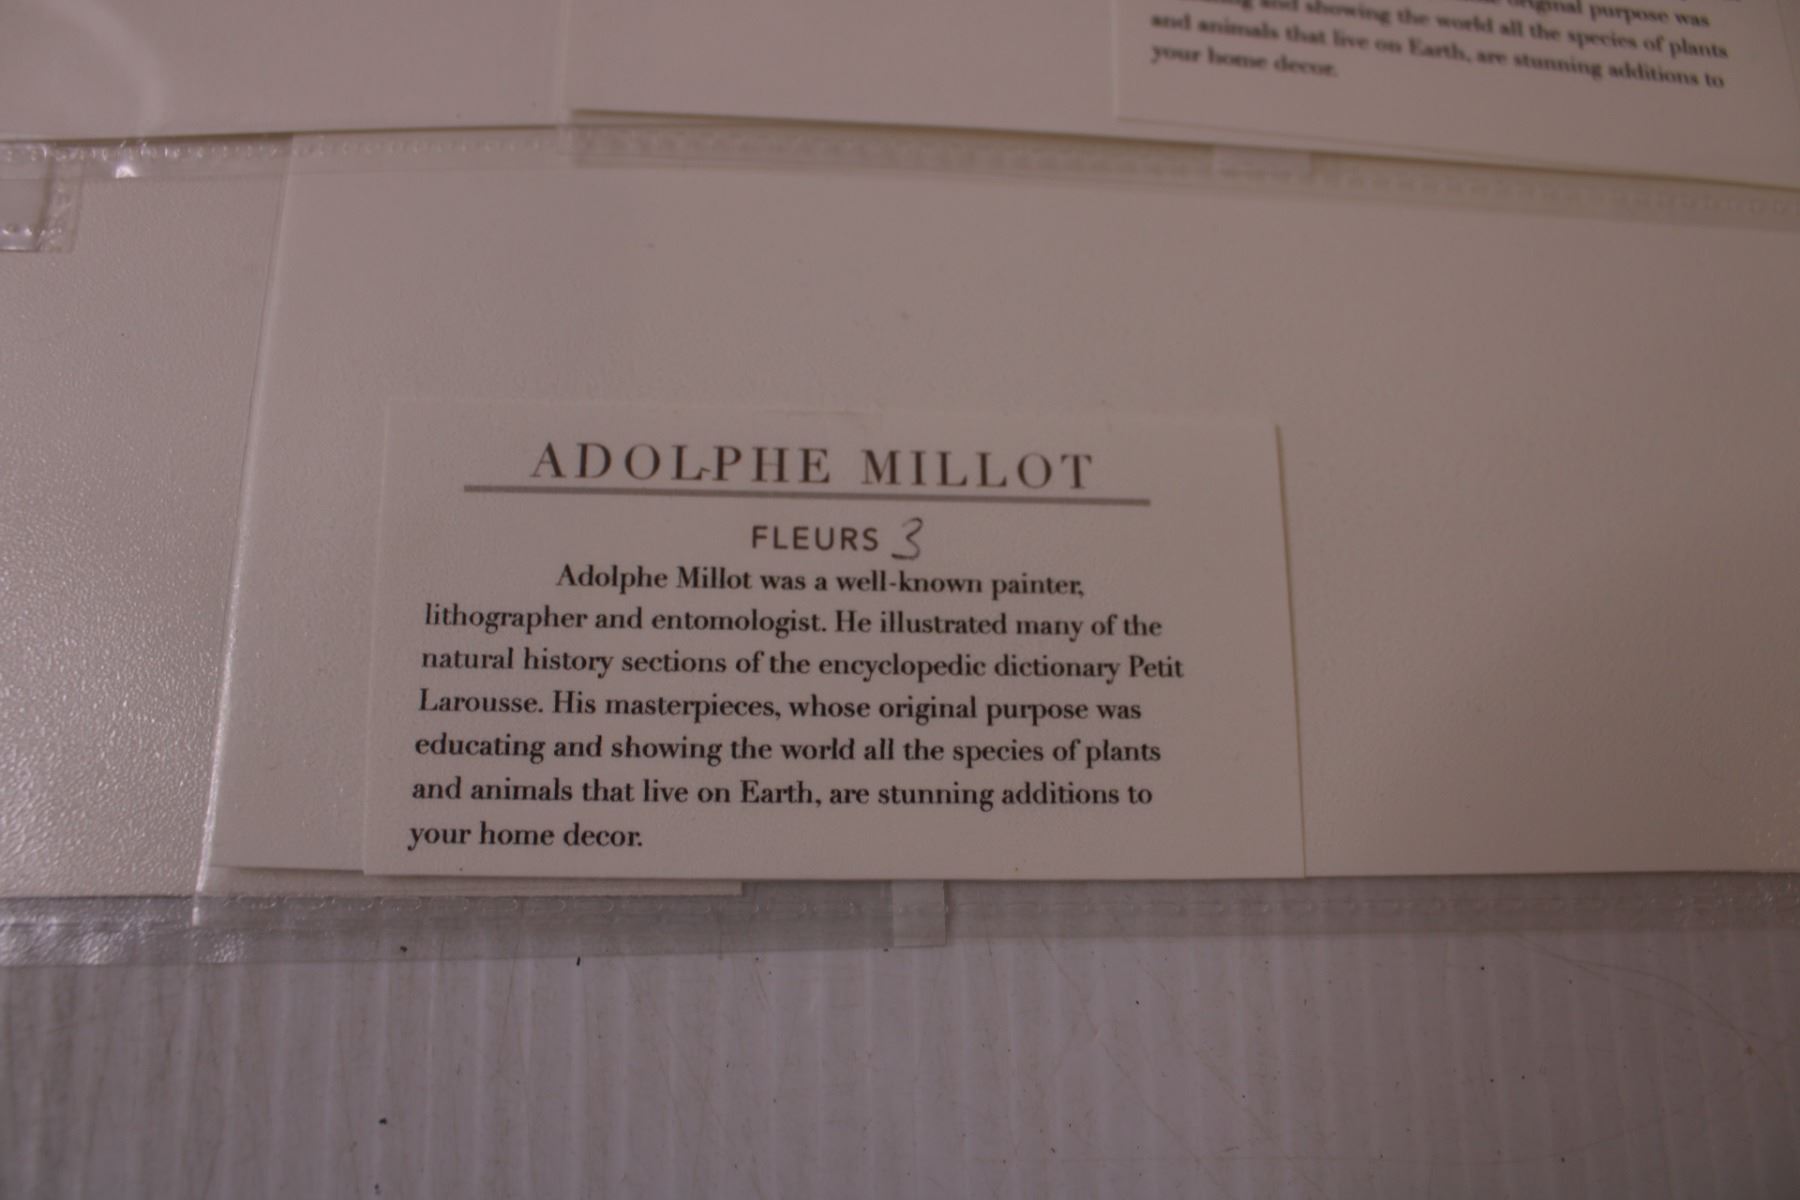 original purpose was
and showing the world all the species of plants
and animals that live on Earth, are stunning additions to
your home decor.
ADOLPHE MILLOT
FLEURS 3
Adolphe Millot was a well-known painter,
lithographer and entomologist. He illustrated many of the
natural history sections of the encyclopedic dictionary Petit
Larousse. His masterpieces, whose original purpose was
educating and showing the world all the species of plants
and animals that live on Earth, are stunning additions to
your home decor.